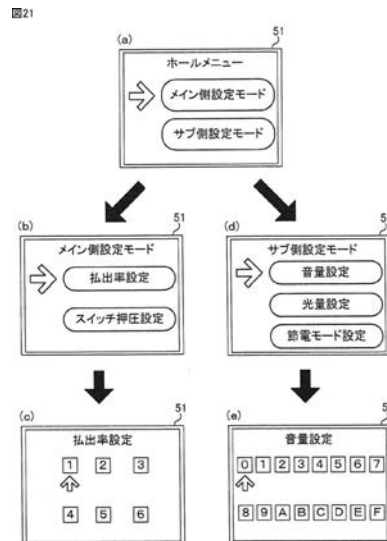 図21
(a)
51
ホールメニュー
メイン側設定モード
サブ側設定モード
(b)
51
メイン側設定モード
払出率設定
スイッチ押圧設定
(d)
5
サブ側設定モード
音量設定
光量設定
節電モード設定
(c)
51
払出率設定
1 2 3
4 5 6
(e)
5
音量設定
0 1 2 3 4 5 6 7
8 9 A B C D E F